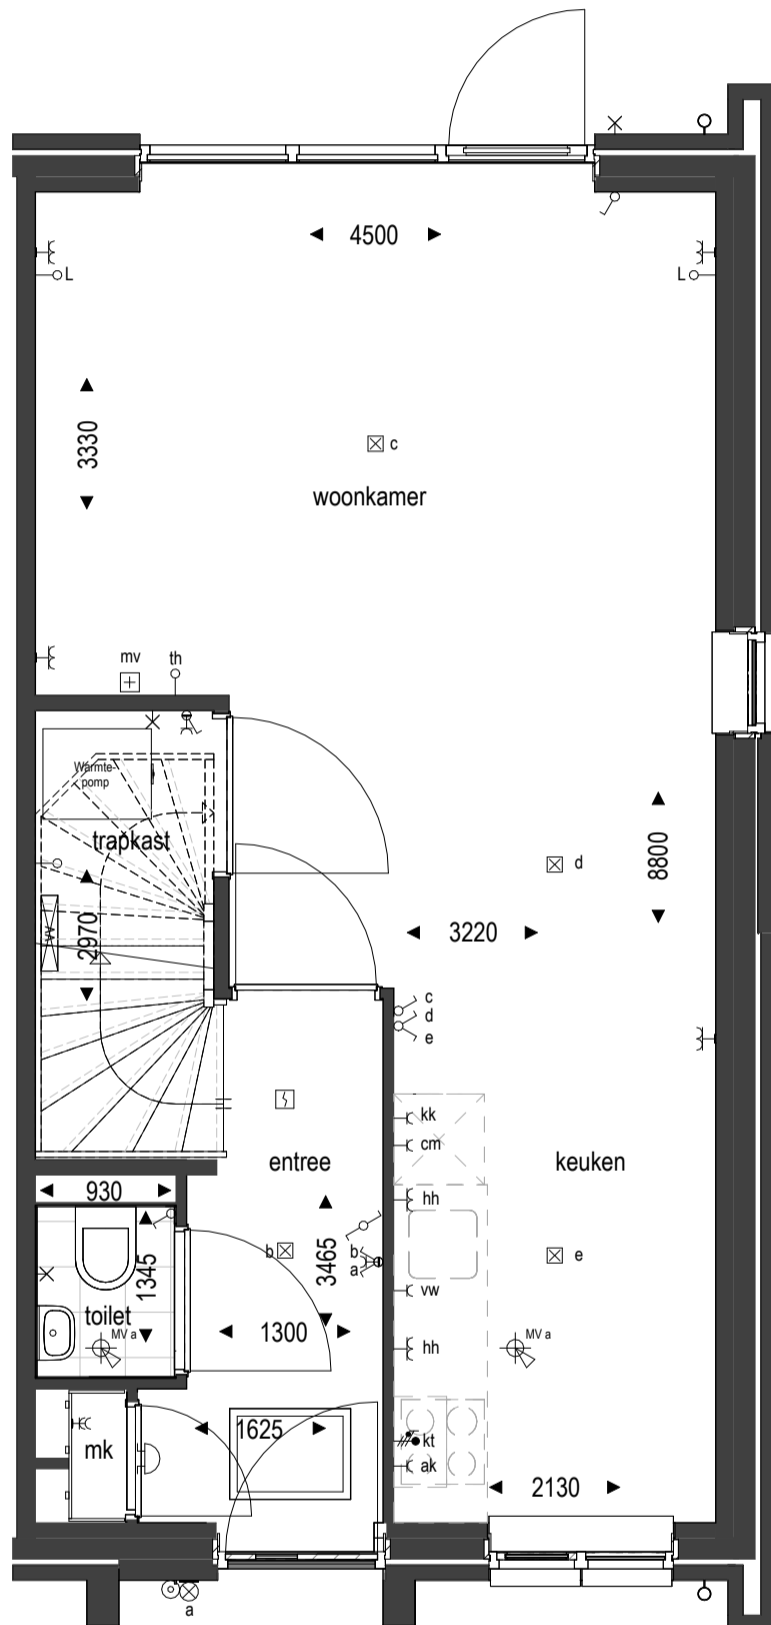 4500
L
L
3330
c
woonkamer
mv
th
Warmte-
pomp
trapkast
d
8800
2970
3220
c
d
e
kk
cm
entree
keuken
930
hh
1345
3465
b
b
a
e
vw
toilet
MV a
1300
hh
MV a
1625
mk
kt
ak
2130
a